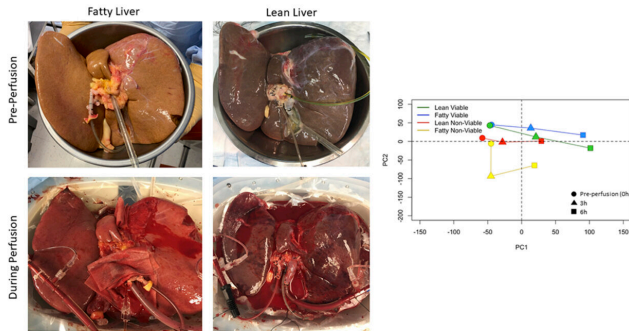 Fatty Liver
Lean Liver
Pre-Perfusion
During Perfusion
Lean Viable
Fatty Viable
Lean Non-Viable
Fatty Non-Viable
100
50
0
-50
-100
-150
-200
PC2
-150
-100
-50
0
50
100
150
PC1
Pre-perfusion (0h
3h
6h